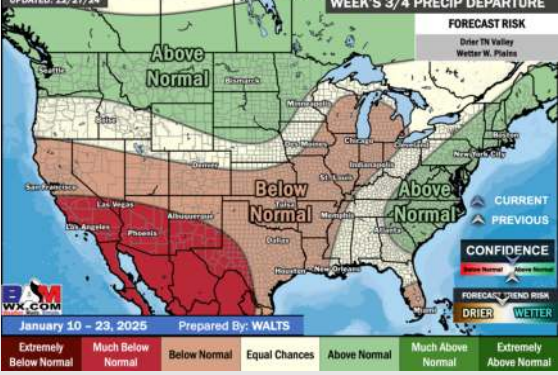 UPDATED: 12/27/24
WEEK'S 3/4 PRECIP DEPARTURE
FORECAST RISK
Drier TN Valley
Wetter W. Plains
Above
Normal
Seattle
Bismarck
Minneapolis
Boise
Boston
Des Moines
Chicago
Cleveland
New York City
Denver
Indianapolis
San Francisco
St. Louis
Below
Normal
Tulsa
Above
Normal
Las Vegas
Los Angeles
Albuquerque
Memphis
Phoenix
Atlanta
Dallas
Houston
New Orleans
Miami
CURRENT
PREVIOUS
CONFIDENCE
Below Normal
Above Normal
FORECAST TREND RISK
DRIER
WETTER
BAM
WX.COM
January 10 – 23, 2025
Prepared By: WALTS
Extremely
Below Normal
Much Below
Normal
Below Normal
Equal Chances
Above Normal
Much Above
Normal
Extremely
Above Normal